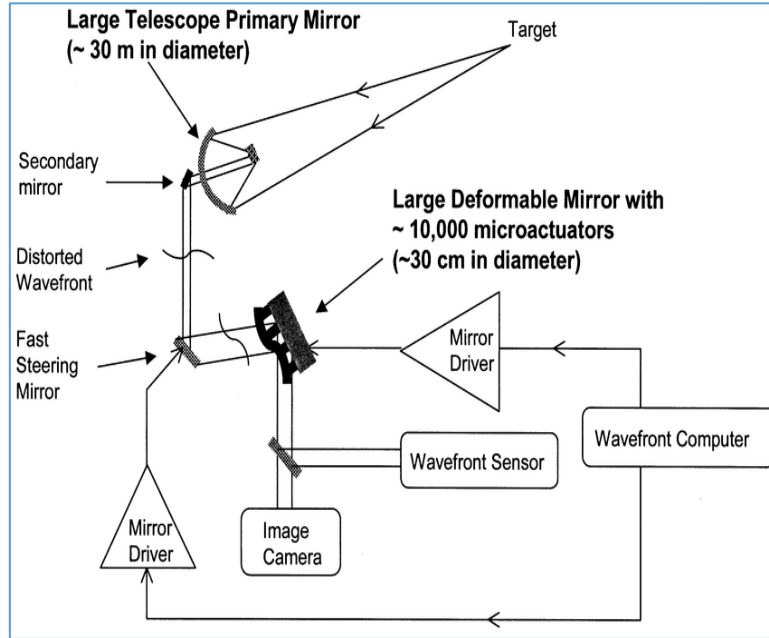 Large Telescope Primary Mirror
(~ 30 m in diameter)
Target
Secondary
mirror
Large Deformable Mirror with
~ 10,000 microactuators
(~30 cm in diameter)
Distorted
Wavefront
Fast
Steering
Mirror
Mirror
Driver
Wavefront Computer
Wavefront Sensor
Mirror
Driver
Image
Camera